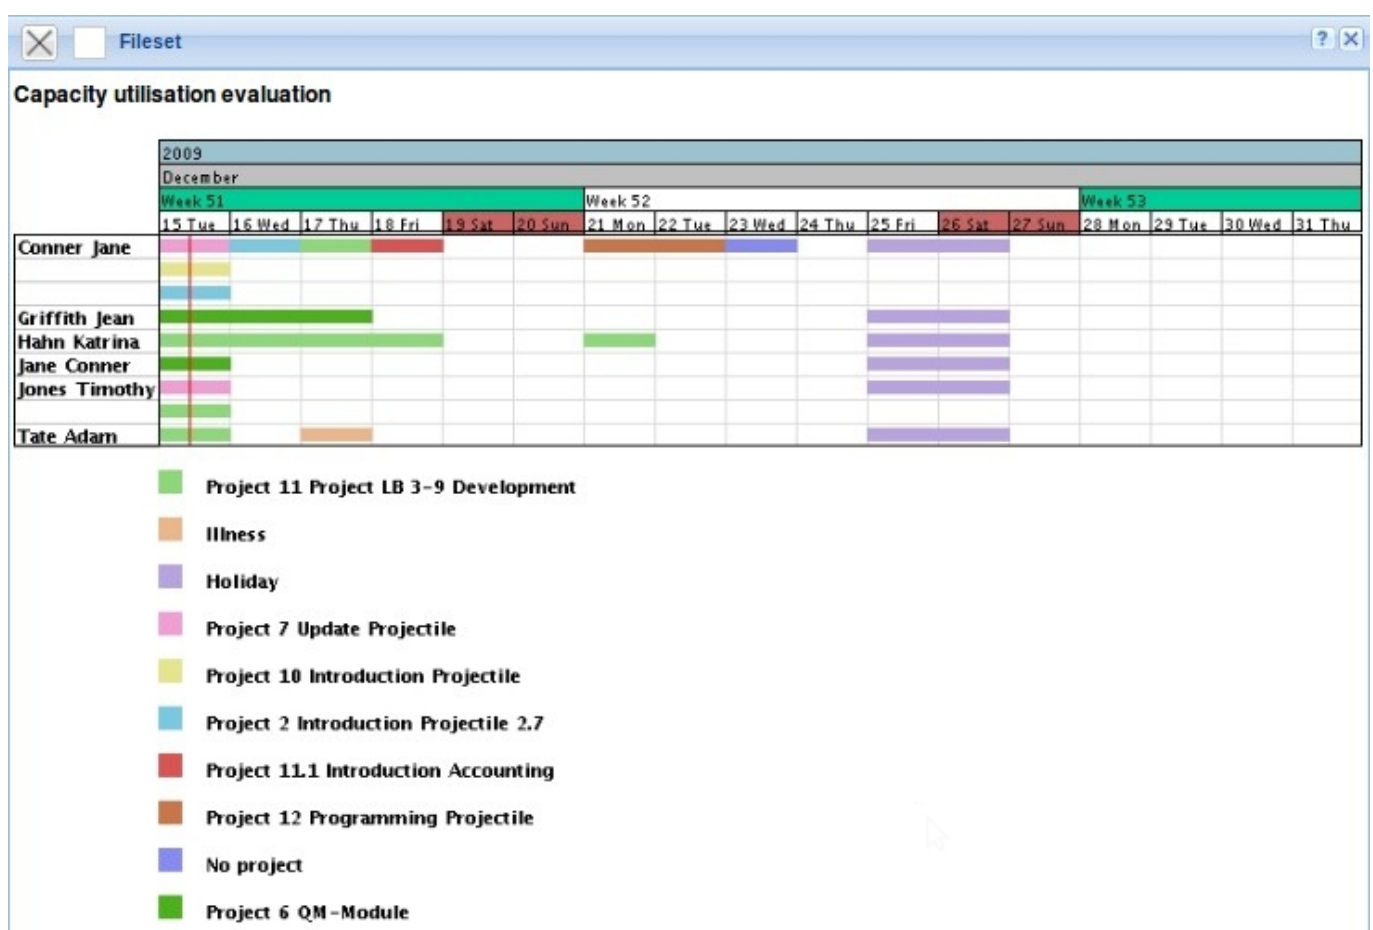 Fileset
Capacity utilisation evaluation
2009
December
Week 51 Week 52 Week 53
15 Tue 16 Wed 17 Thu 18 Fri 19 Sat 20 Sun 21 Mon 22 Tue 23 Wed 24 Thu 25 Fri 26 Sat 27 Sun 28 Mon 29 Tue 30 Wed 31 Thu
Conner Jane
Griffith Jean
Hahn Katrina
Jane Conner
Jones Timothy
Tate Adam
Project 11 Project LB 3-9 Development
Illness
Holiday
Project 7 Update Projectile
Project 10 Introduction Projectile
Project 2 Introduction Projectile 2.7
Project 11.1 Introduction Accounting
Project 12 Programming Projectile
No project
Project 6 QM-Module